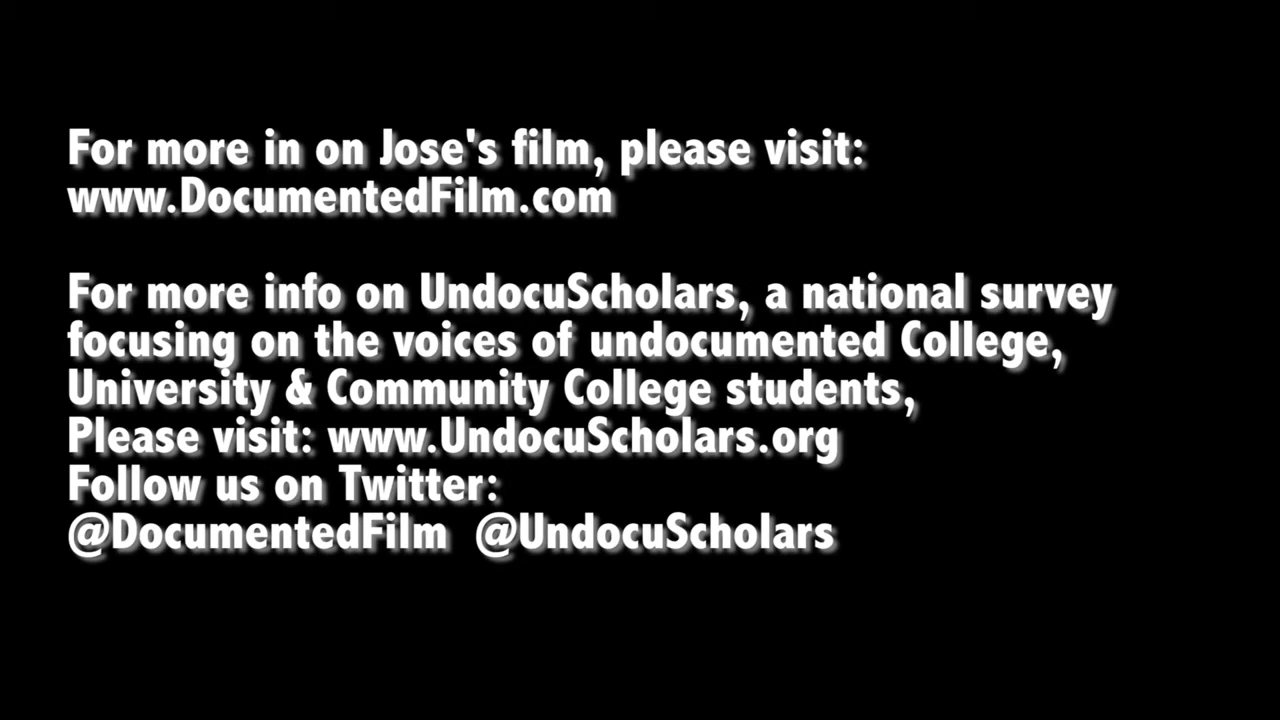 For more in on Jose's film, please visit:
www.DocumentedFilm.com
For more info on UndocuScholars, a national survey
focusing on the voices of undocumented College,
University & Community College students,
Please visit: www.UndocuScholars.org
Follow us on Twitter:
@DocumentedFilm @UndocuScholars